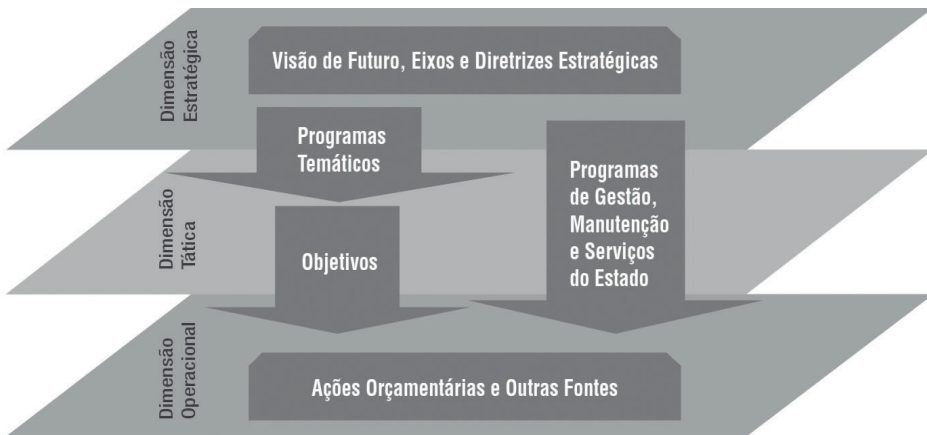 Dimensão
Estratégica
Visão de Futuro, Eixos e Diretrizes Estratégicas
Programas
Temáticos
Programas
de Gestão,
Manutenção
e Serviços
do Estado
Dimensão
Tática
Objetivos
Dimensão
Operacional
Ações Orçamentárias e Outras Fontes